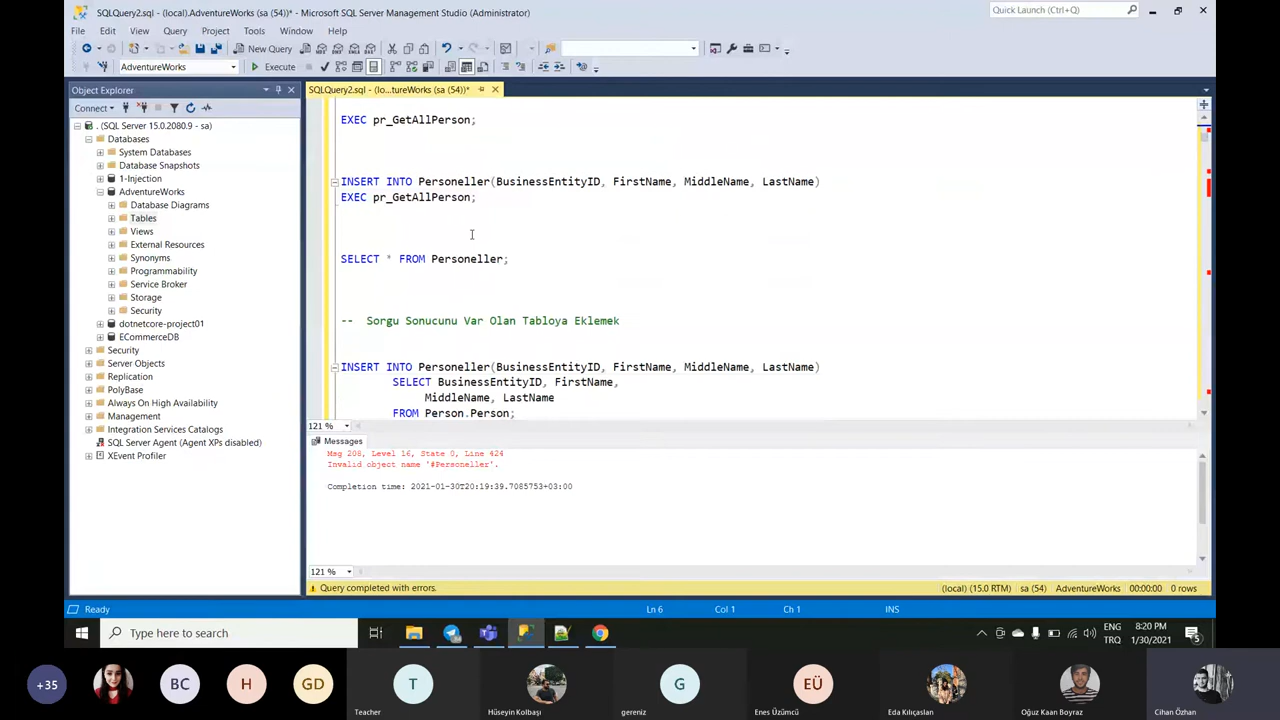 SQLQuery2.sql - (local).AdventureWorks (sa (54))* - Microsoft SQL Server Management Studio (Administrator)
Quick Launch (Ctrl+Q)
File Edit View Query Project Tools Window Help
New Query
AdventureWorks
Execute
Object Explorer
SQLQuery2.sql - (lo...tureWorks (sa (54))*
Connect
. (SQL Server 15.0.2080.9 - sa)
Databases
System Databases
Database Snapshots
1-Injection
AdventureWorks
Database Diagrams
Tables
Views
External Resources
Synonyms
Programmability
Service Broker
Storage
Security
dotnetcore-project01
ECommerceDB
Security
Server Objects
Replication
PolyBase
Always On High Availability
Management
Integration Services Catalogs
SQL Server Agent (Agent XPs disabled)
XEvent Profiler
EXEC pr_GetAllPerson;
INSERT INTO Personeller(BusinessEntityID, FirstName, MiddleName, LastName)
EXEC pr_GetAllPerson;
SELECT * FROM Personeller;
-- Sorgu Sonucunu Var Olan Tabloya Eklemek
INSERT INTO Personeller(BusinessEntityID, FirstName, MiddleName, LastName)
SELECT BusinessEntityID, FirstName,
MiddleName, LastName
FROM Person.Person;
121 %
Messages
Msg 208, Level 16, State 0, Line 424
Invalid object name '#Personeller'.
Completion time: 2021-01-30T20:19:39.7085753+03:00
121 %
Query completed with errors.
(local) (15.0 RTM) sa (54) AdventureWorks 00:00:00 0 rows
Ready
Ln 6 Col 1 Ch 1 INS
Type here to search
ENG
TRQ
8:20 PM
1/30/2021
5
+35 BC H GD T G EÜ
Teacher Hüseyin Kolbaşı gereniz Enes Üzümcü Eda Kılıçaslan Oğuz Kaan Boyraz Cihan Özhan